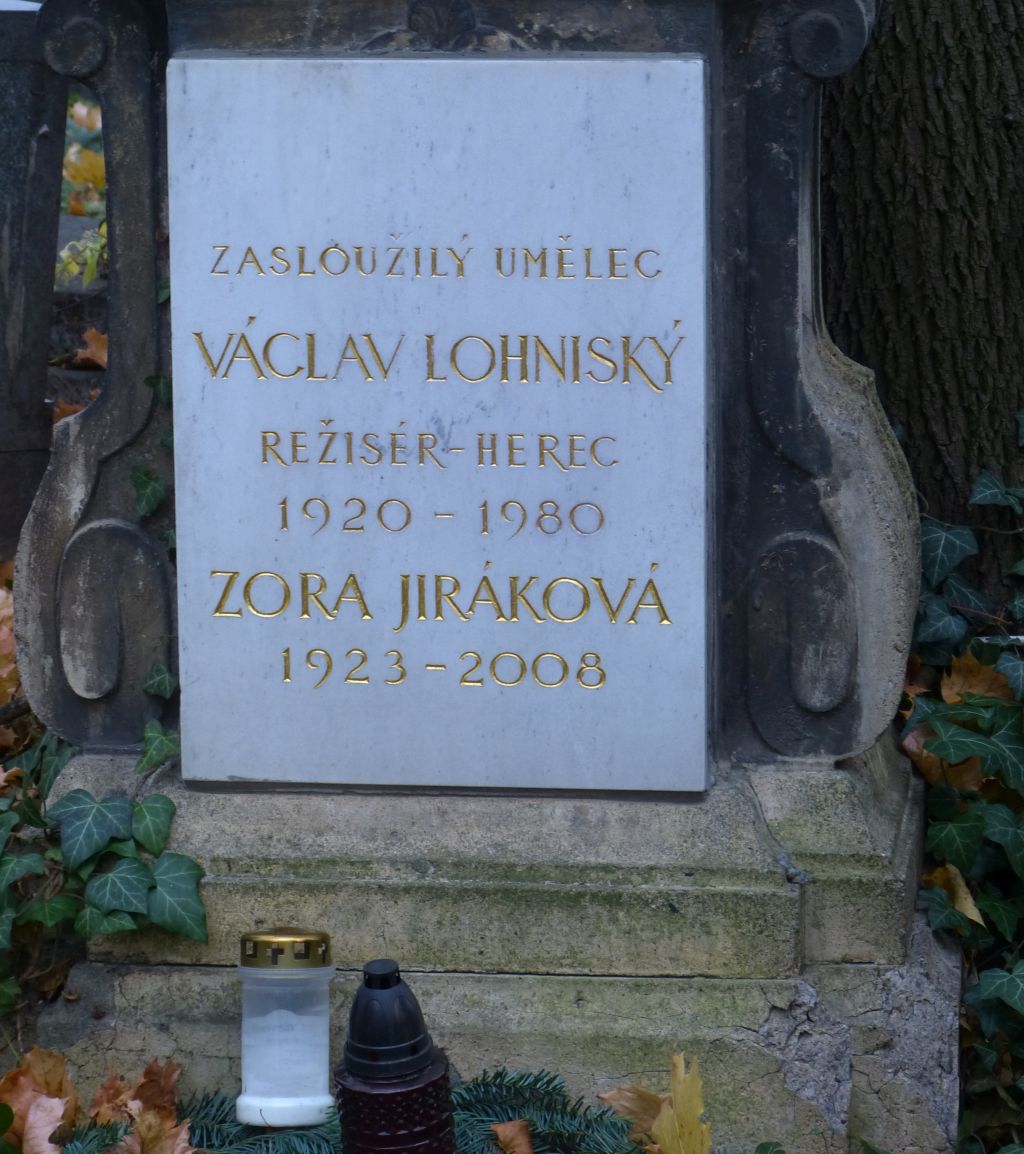 ZASLOUŽILÝ UMĚLEC
VÁCLAV LOHNISKÝ
REŽISÉR-HEREC
1920 - 1980
ZORA JIRÁKOVÁ
1923 - 2008